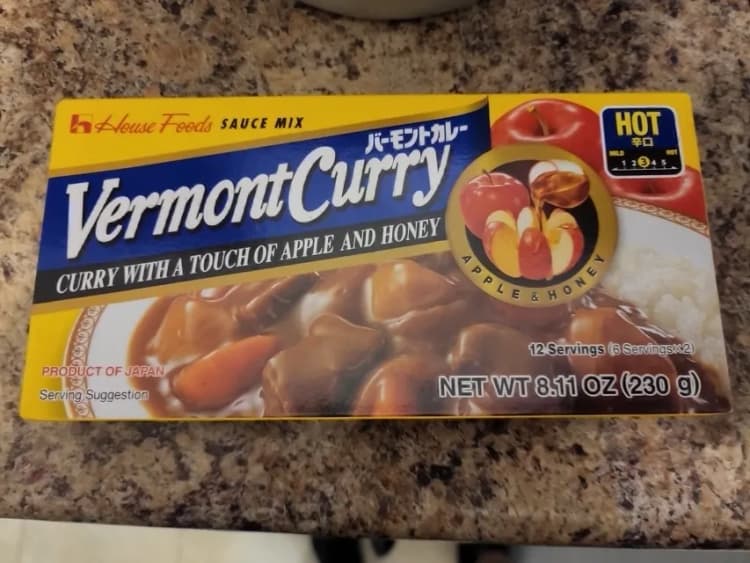 House Foods SAUCE MIX
バーモントカレー
Vermont Curry
CURRY WITH A TOUCH OF APPLE AND HONEY
HOT
辛口
MILD HOT
1 2 3 4 5
APPLE & HONEY
12 Servings (6 Servings×2)
PRODUCT OF JAPAN
NET WT 8.11 OZ (230 g)
Serving Suggestion